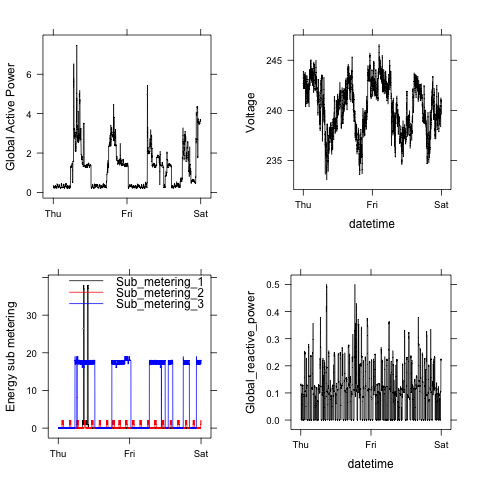 Global Active Power
6
4
2
0
Thu Fri Sat
Voltage
245
240
235
Thu Fri Sat
datetime
Energy sub metering
30
20
10
0
Sub_metering_1
Sub_metering_2
Sub_metering_3
Thu Fri Sat
Global_reactive_power
0.5
0.4
0.3
0.2
0.1
0.0
Thu Fri Sat
datetime